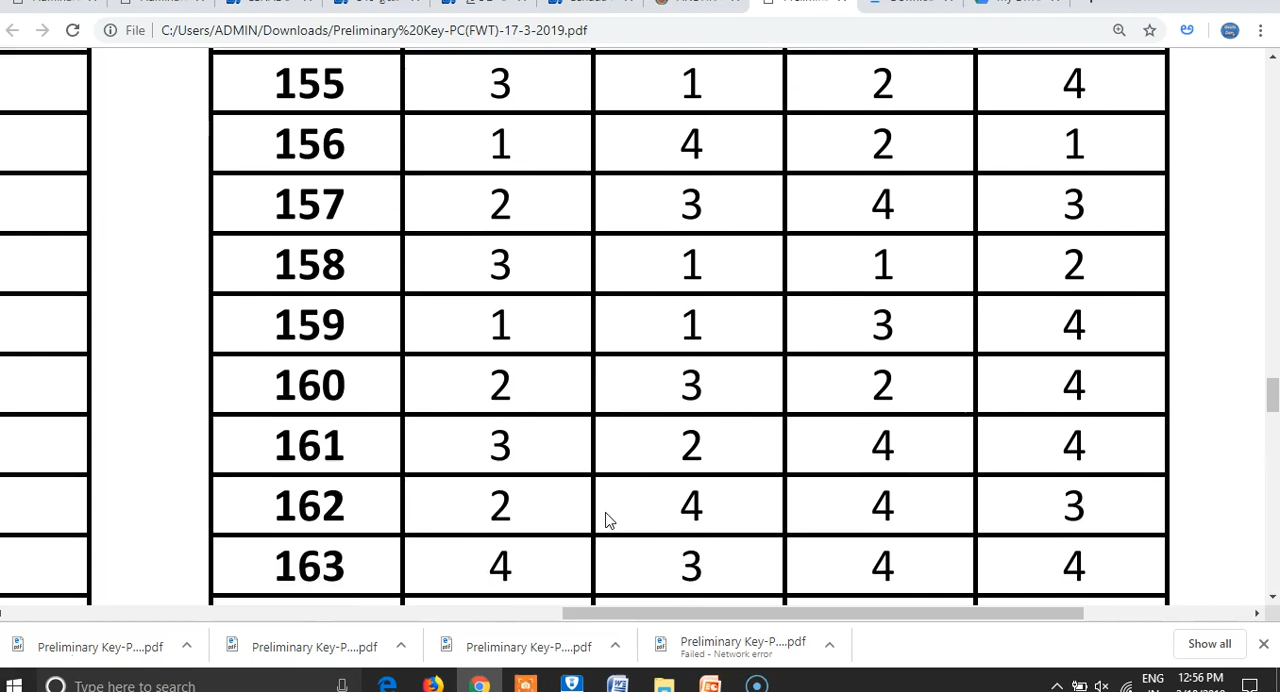 File C:/Users/ADMIN/Downloads/Preliminary%20Key-PC(FWT)-17-3-2019.pdf
155 3 1 2 4
156 1 4 2 1
157 2 3 4 3
158 3 1 1 2
159 1 1 3 4
160 2 3 2 4
161 3 2 4 4
162 2 4 4 3
163 4 3 4 4
Preliminary Key-P....pdf Preliminary Key-P....pdf Preliminary Key-P....pdf Preliminary Key-P....pdf Show all
Failed - Network error
Type here to search ENG 12:56 PM